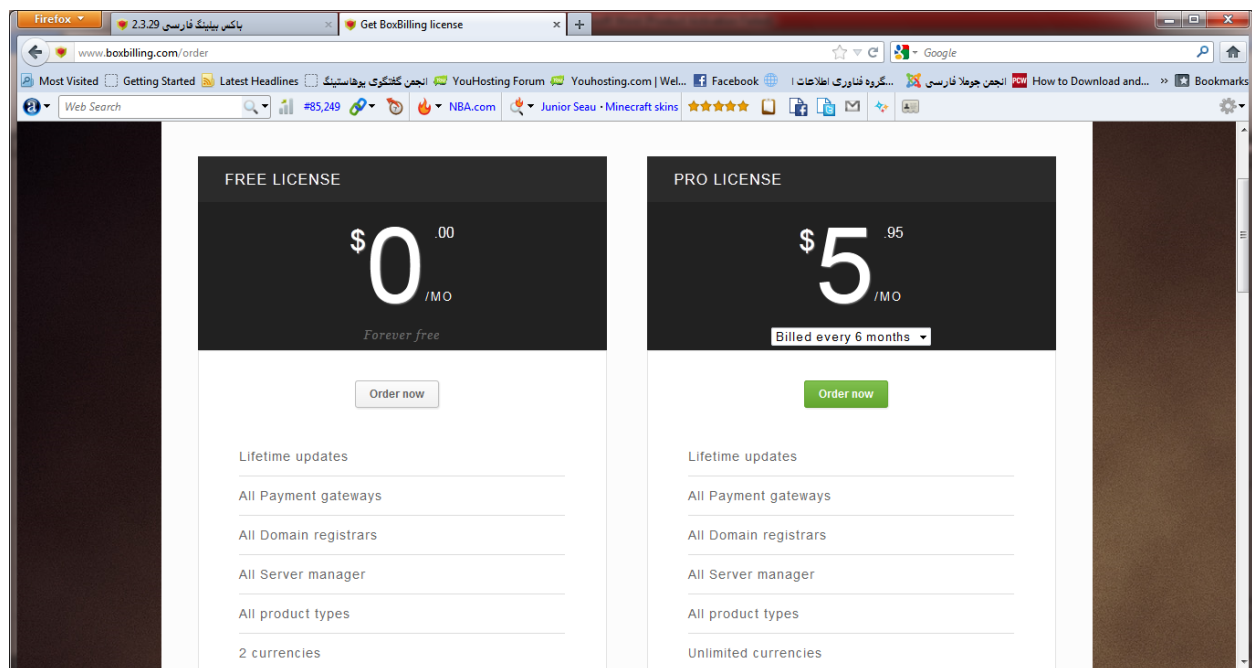 Firefox
باکس بیلینگ فارسی 2.3.29
Get BoxBilling license
www.boxbilling.com/order
Google
Most Visited Getting Started Latest Headlines انجمن گفتگوی یوهاستینگ YouHosting Forum Youhosting.com | Wel... Facebook گروه فناوری اطلاعات ا... انجمن جوملا فارسی How to Download and... » Bookmarks
Web Search #85,249 NBA.com Junior Seau · Minecraft skins
FREE LICENSE
$0.00/MO
Forever free
Order now
Lifetime updates
All Payment gateways
All Domain registrars
All Server manager
All product types
2 currencies
PRO LICENSE
$5.95/MO
Billed every 6 months
Order now
Lifetime updates
All Payment gateways
All Domain registrars
All Server manager
All product types
Unlimited currencies